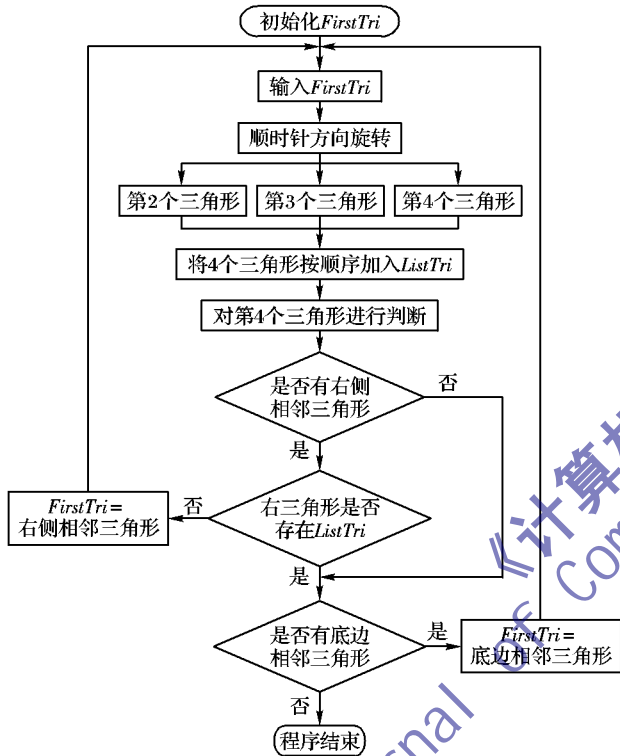 初始化FirstTri
输入FirstTri
顺时针方向旋转
第2个三角形
第3个三角形
第4个三角形
将4个三角形按顺序加入ListTri
对第4个三角形进行判断
是否有右侧
相邻三角形
否
是
FirstTri=
右侧相邻三角形
否
右三角形是否
存在ListTri
是
是否有底边
相邻三角形
是
FirstTri=
底边相邻三角形
否
程序结束
《计算机
rnal of Com